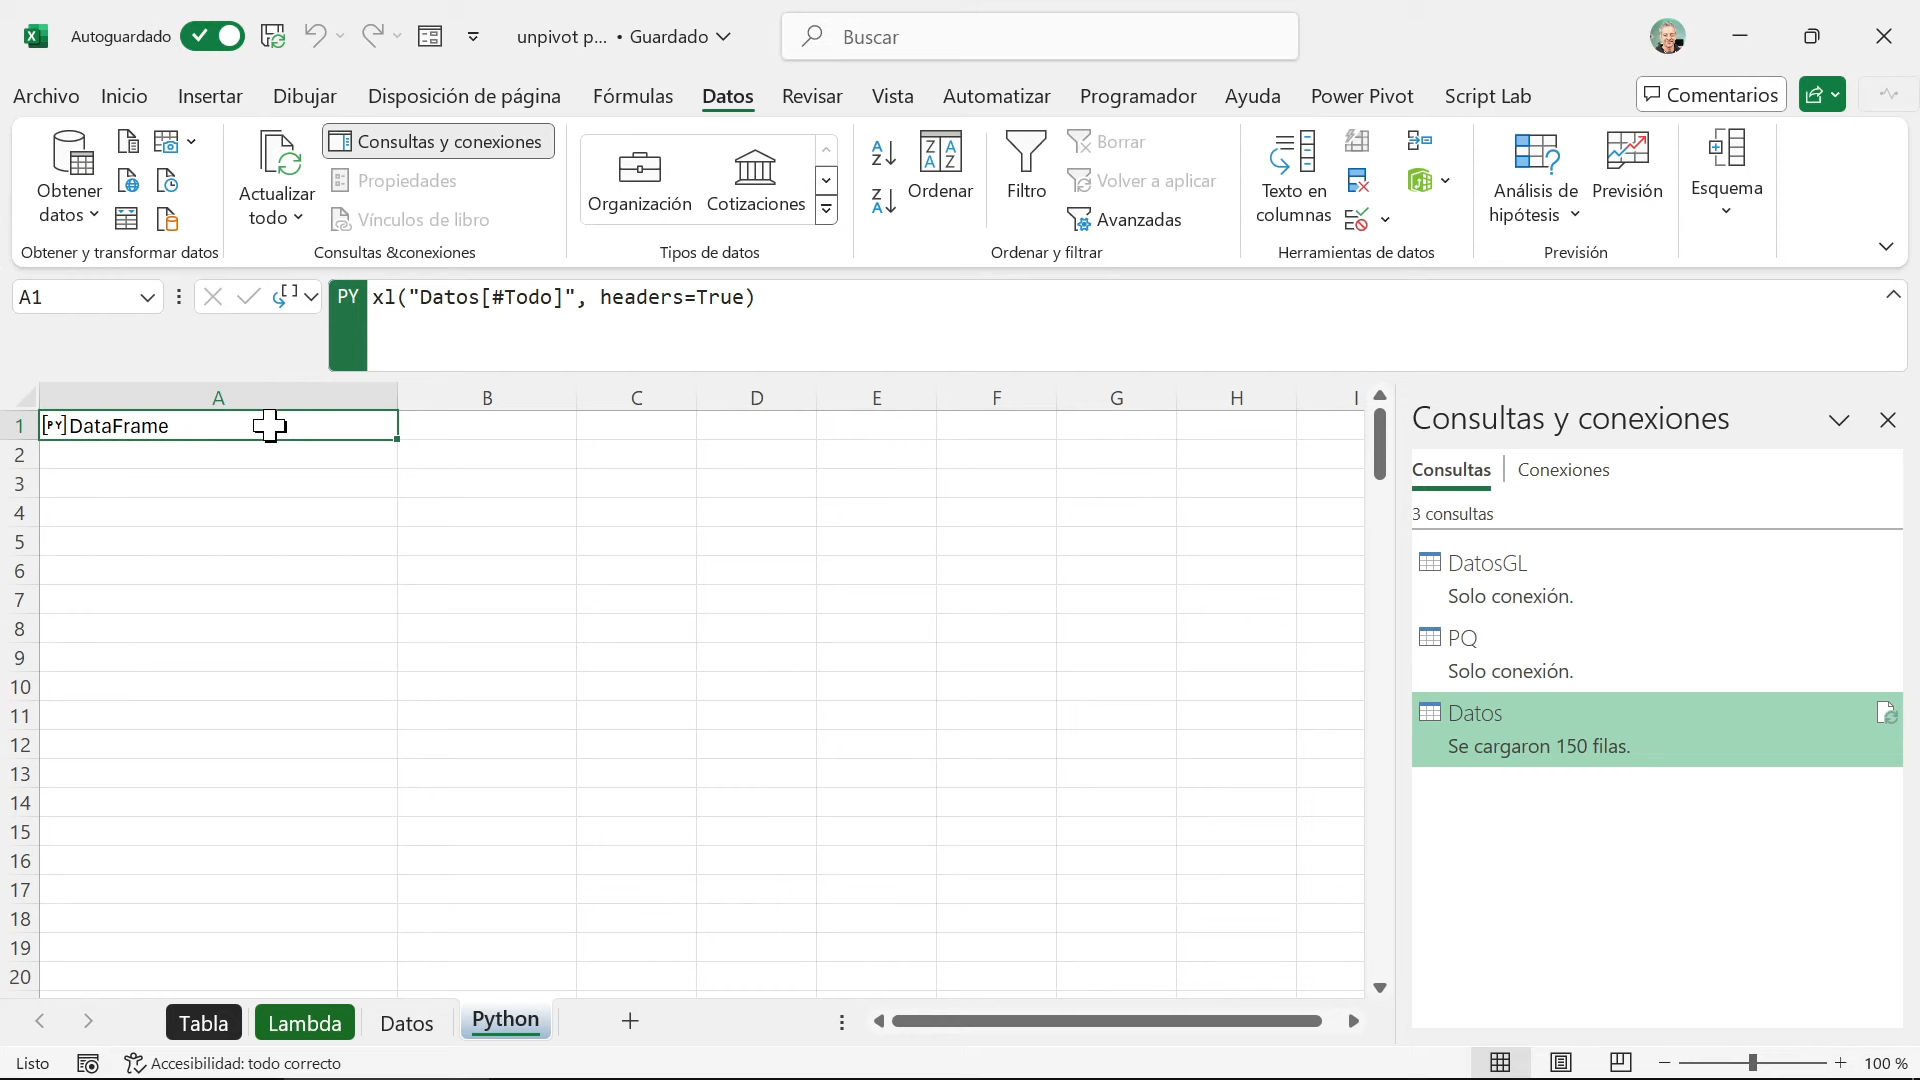 Autoguardado
unpivot p... • Guardado
Buscar
Archivo Inicio Insertar Dibujar Disposición de página Fórmulas Datos Revisar Vista Automatizar Programador Ayuda Power Pivot Script Lab
Comentarios
Obtener datos
Obtener y transformar datos
Actualizar todo
Consultas y conexiones
Propiedades
Vínculos de libro
Consultas &conexiones
Organización
Cotizaciones
Tipos de datos
Ordenar
Filtro
Borrar
Volver a aplicar
Avanzadas
Ordenar y filtrar
Texto en columnas
Herramientas de datos
Análisis de hipótesis
Previsión
Previsión
Esquema
A1
PY xl("Datos[#Todo]", headers=True)
A B C D E F G H I
1 [PY]DataFrame
2
3
4
5
6
7
8
9
10
11
12
13
14
15
16
17
18
19
20
Consultas y conexiones
Consultas Conexiones
3 consultas
DatosGL
Solo conexión.
PQ
Solo conexión.
Datos
Se cargaron 150 filas.
Tabla Lambda Datos Python
Listo
Accesibilidad: todo correcto
100 %